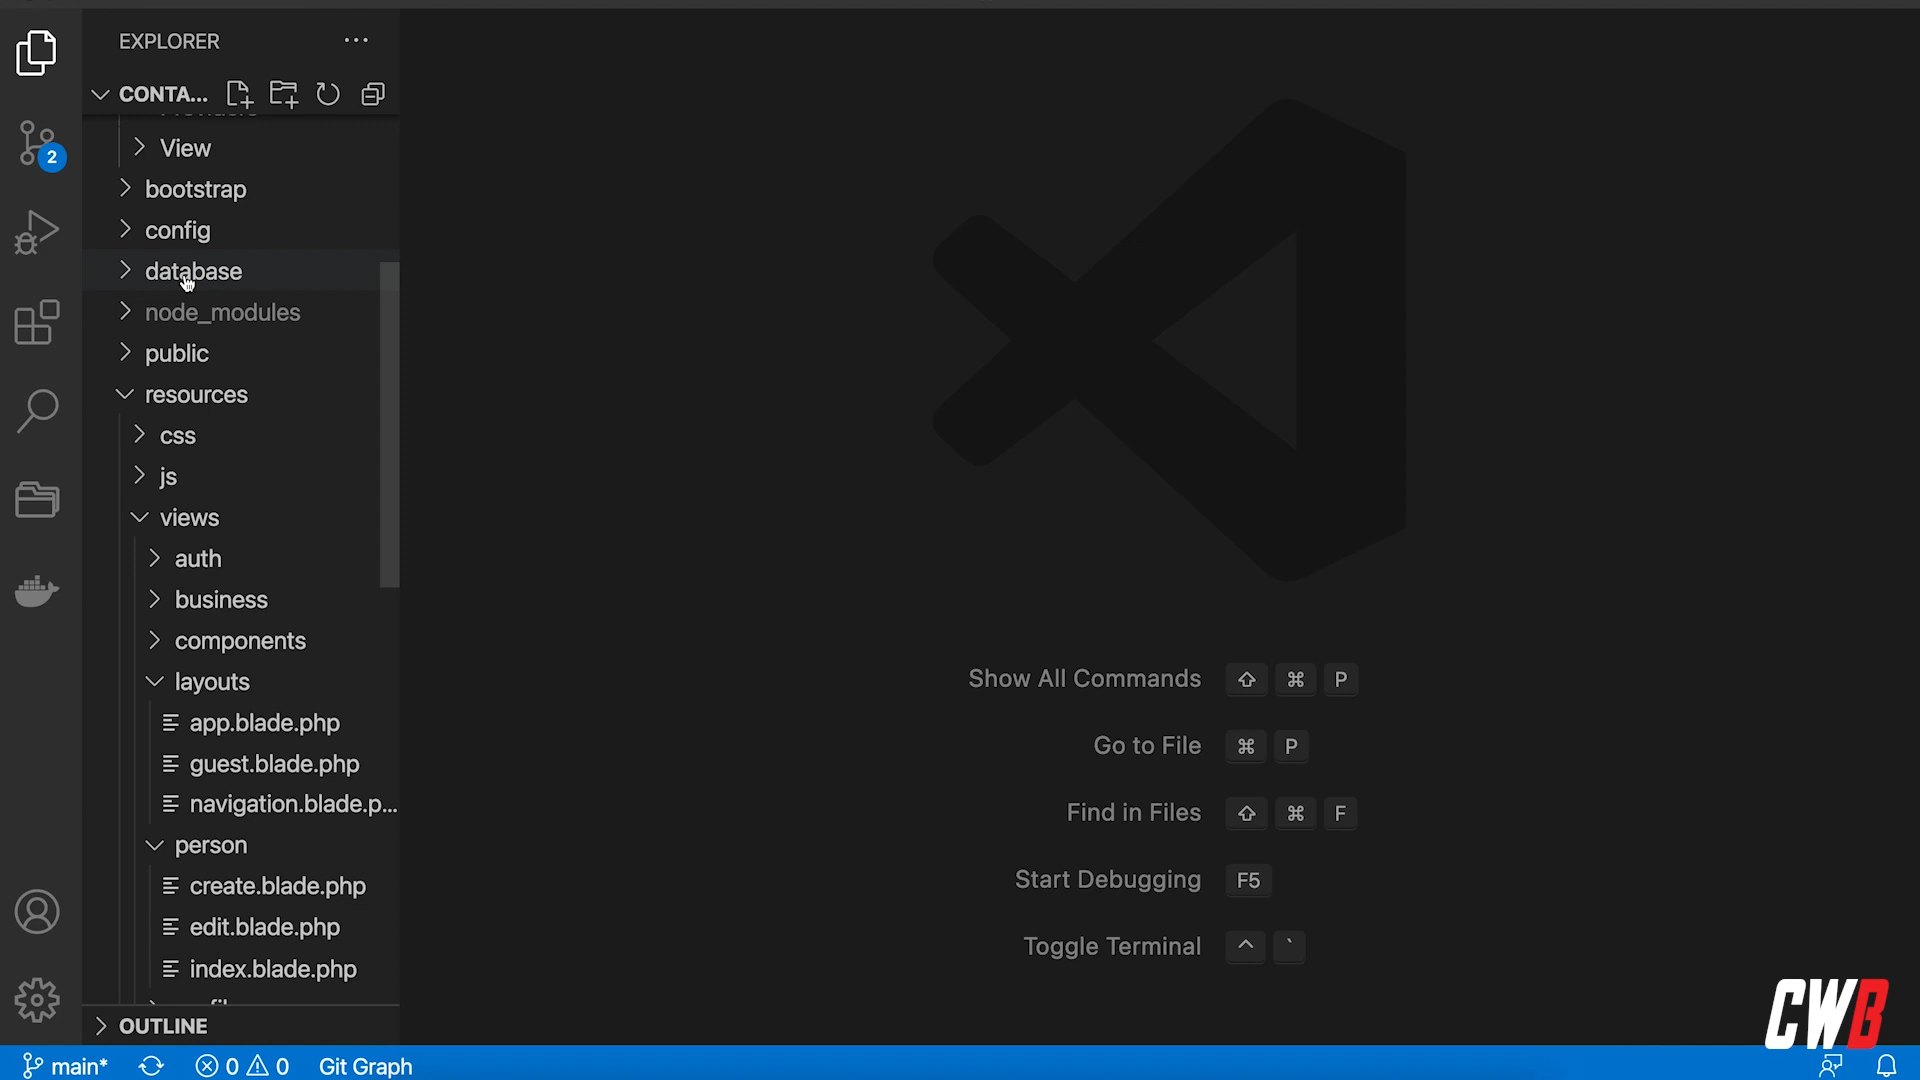 EXPLORER
CONTA...
2
View
bootstrap
config
database
node_modules
public
resources
css
js
views
auth
business
components
layouts
app.blade.php
guest.blade.php
navigation.blade.p...
person
create.blade.php
edit.blade.php
index.blade.php
OUTLINE
Show All Commands ⇧ ⌘ P
Go to File ⌘ P
Find in Files ⇧ ⌘ F
Start Debugging F5
Toggle Terminal ^ `
CWB
main* 0 0 Git Graph